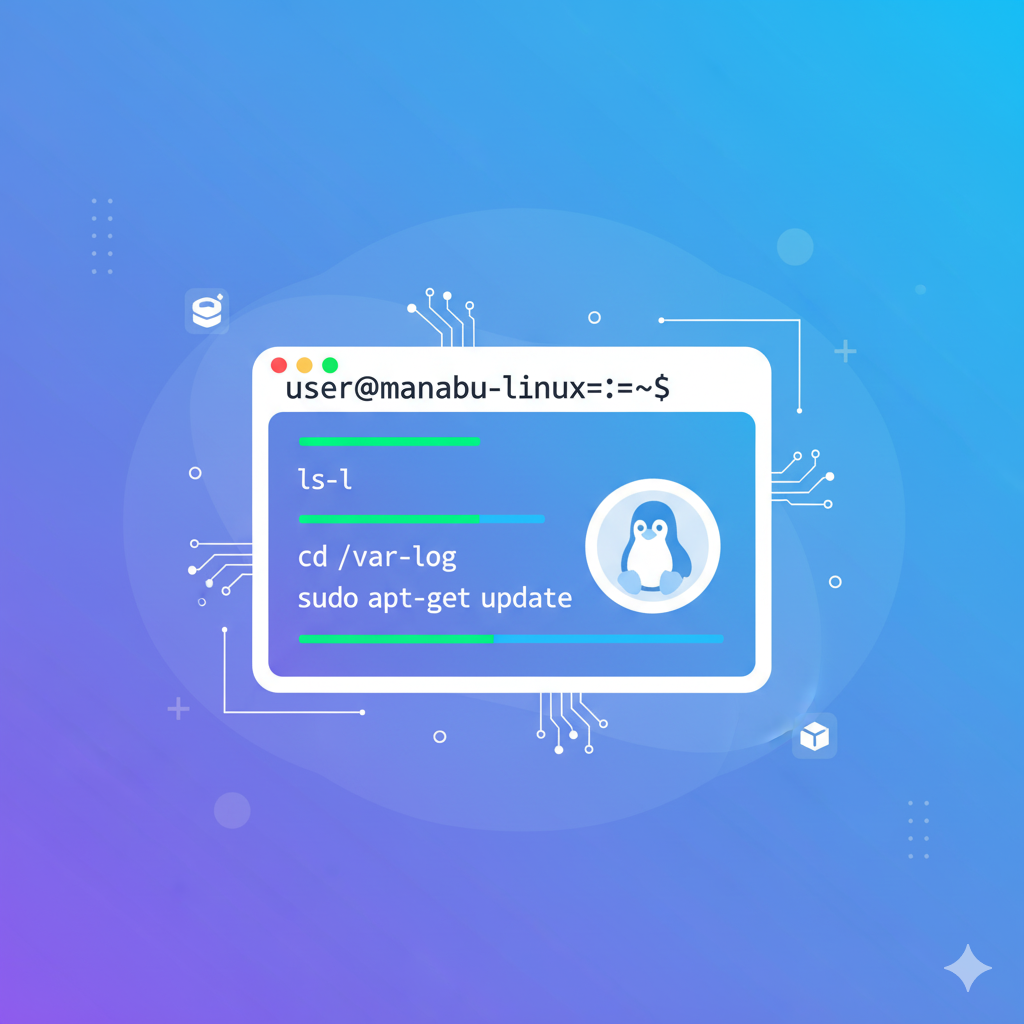 user@manabu-linux=:=~$
ls-l
cd /var-log
sudo apt-get update